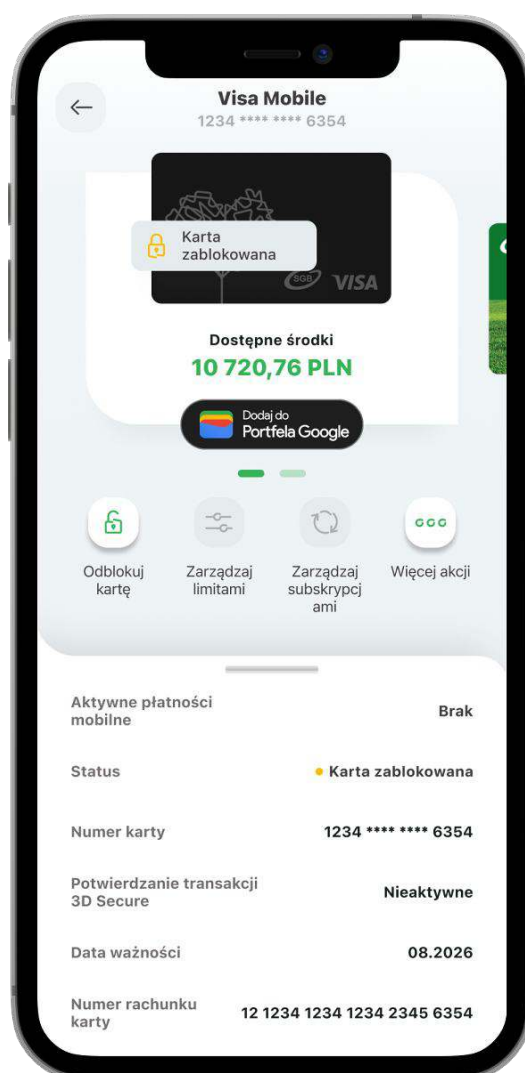 Visa Mobile
1234 **** **** 6354
Karta
zablokowana
SGB VISA
Dostępne środki
10 720,76 PLN
Dodaj do
Portfela Google
Odblokuj
kartę
Zarządzaj
limitami
Zarządzaj
subskrypcj
ami
Więcej akcji
Aktywne płatności
mobilne
Brak
Status
Karta zablokowana
Numer karty
1234 **** **** 6354
Potwierdzanie transakcji
3D Secure
Nieaktywne
Data ważności
08.2026
Numer rachunku
karty
12 1234 1234 1234 2345 6354